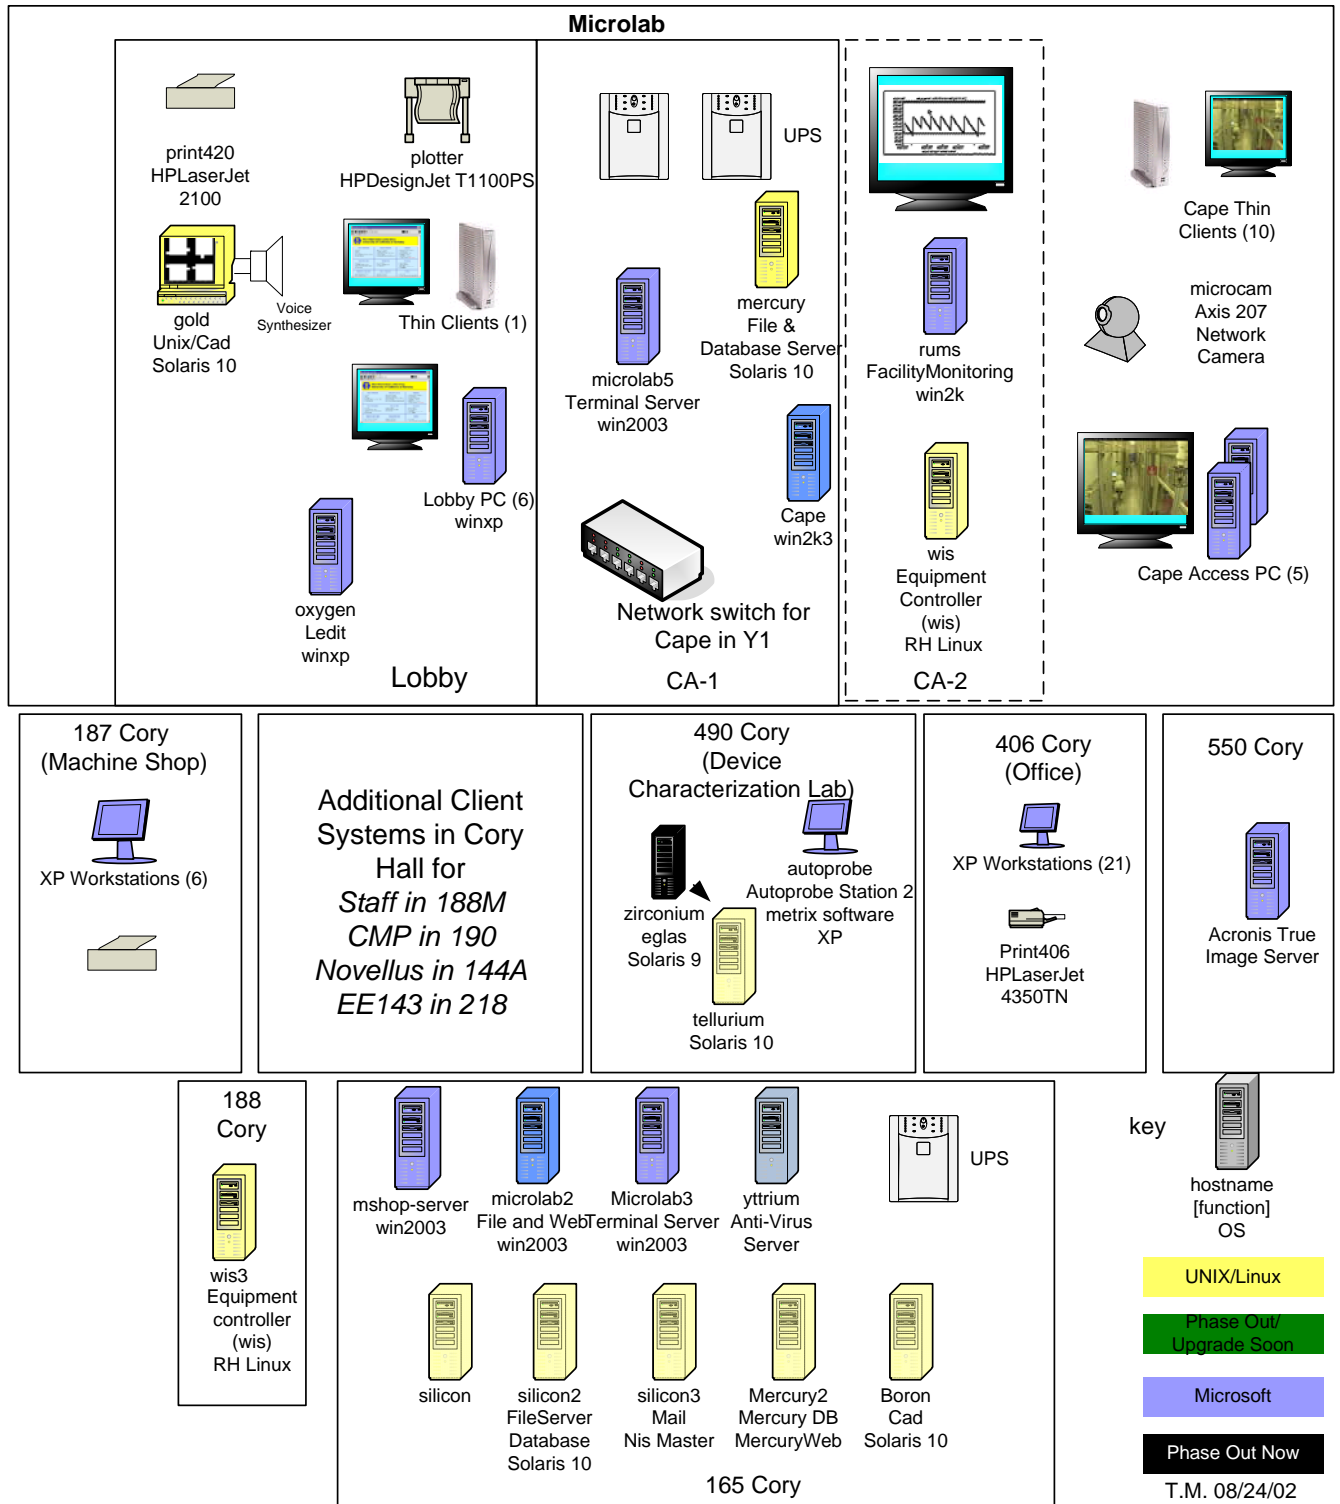 Microlab
print420
HPLaserJet
2100
plotter
HPDesignJet T1100PS
gold
Unix/Cad
Solaris 10
Voice
Synthesizer
Thin Clients (1)
Lobby PC (6)
winxp
oxygen
Ledit
winxp
Lobby
UPS
mercury
File &
Database Server
Solaris 10
microlab5
Terminal Server
win2003
Cape
win2k3
Network switch for
Cape in Y1
CA-1
rums
FacilityMonitoring
win2k
wis
Equipment
Controller
(wis)
RH Linux
CA-2
Cape Thin
Clients (10)
microcam
Axis 207
Network
Camera
Cape Access PC (5)
187 Cory
(Machine Shop)
XP Workstations (6)
Additional Client
Systems in Cory
Hall for
Staff in 188M
CMP in 190
Novellus in 144A
EE143 in 218
490 Cory
(Device
Characterization Lab)
zirconium
eglas
Solaris 9
autoprobe
Autoprobe Station 2
metrix software
XP
tellurium
Solaris 10
406 Cory
(Office)
XP Workstations (21)
Print406
HPLaserJet
4350TN
550 Cory
Acronis True
Image Server
188
Cory
wis3
Equipment
controller
(wis)
RH Linux
mshop-server
win2003
microlab2
File and Web
win2003
Microlab3
Terminal Server
win2003
yttrium
Anti-Virus
Server
UPS
silicon
silicon2
FileServer
Database
Solaris 10
silicon3
Mail
Nis Master
Mercury2
Mercury DB
MercuryWeb
Boron
Cad
Solaris 10
165 Cory
key
hostname
[function]
OS
UNIX/Linux
Phase Out/
Upgrade Soon
Microsoft
Phase Out Now
T.M. 08/24/02